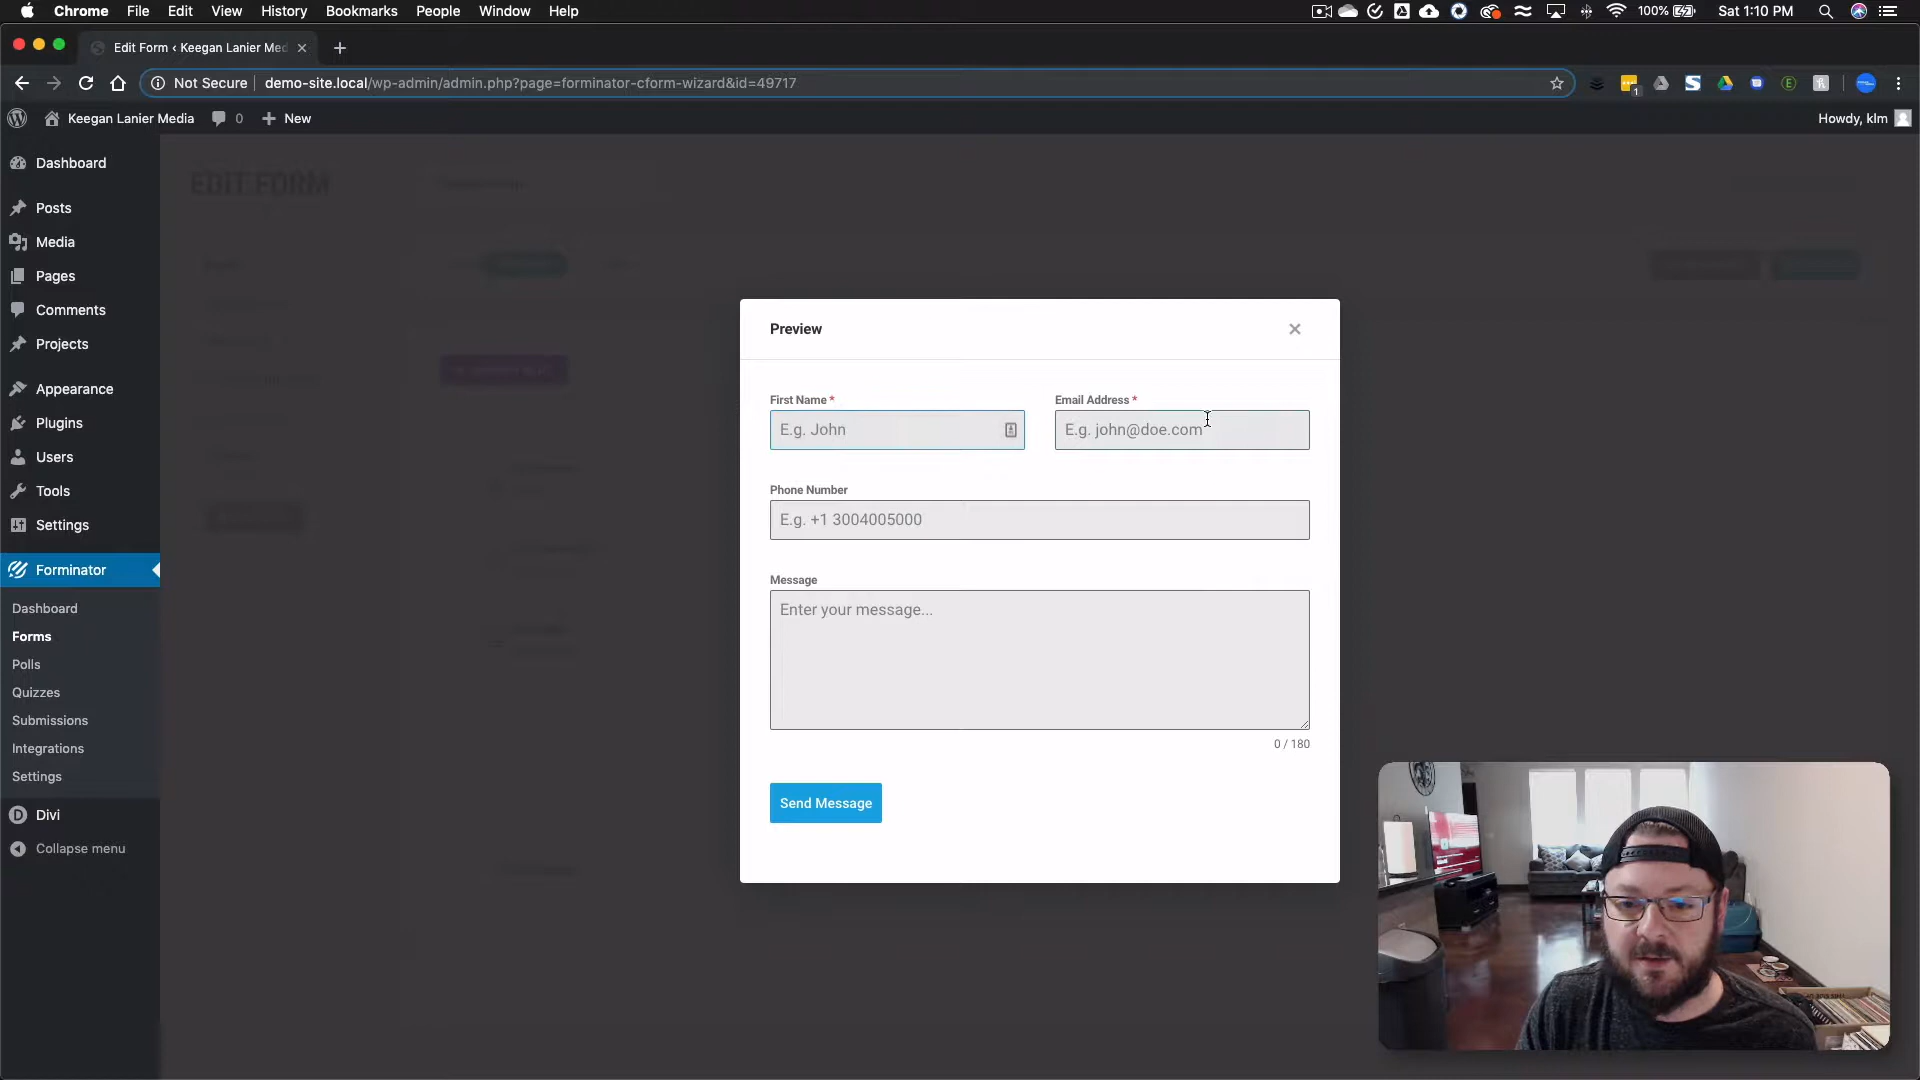 Chrome File Edit View History Bookmarks People Window Help 100% Sat 1:10 PM
Edit Form ‹ Keegan Lanier Med
Not Secure demo-site.local/wp-admin/admin.php?page=forminator-cform-wizard&id=49717
1
Keegan Lanier Media 0 New Howdy, klm
Dashboard
Posts
Media
Pages
Comments
Projects
Appearance
Plugins
Users
Tools
Settings
Forminator
Dashboard
Forms
Polls
Quizzes
Submissions
Integrations
Settings
Divi
Collapse menu
EDIT FORM
Preview
First Name *
E.g. John
Email Address *
E.g. john@doe.com
Phone Number
E.g. +1 3004005000
Message
Enter your message...
0 / 180
Send Message